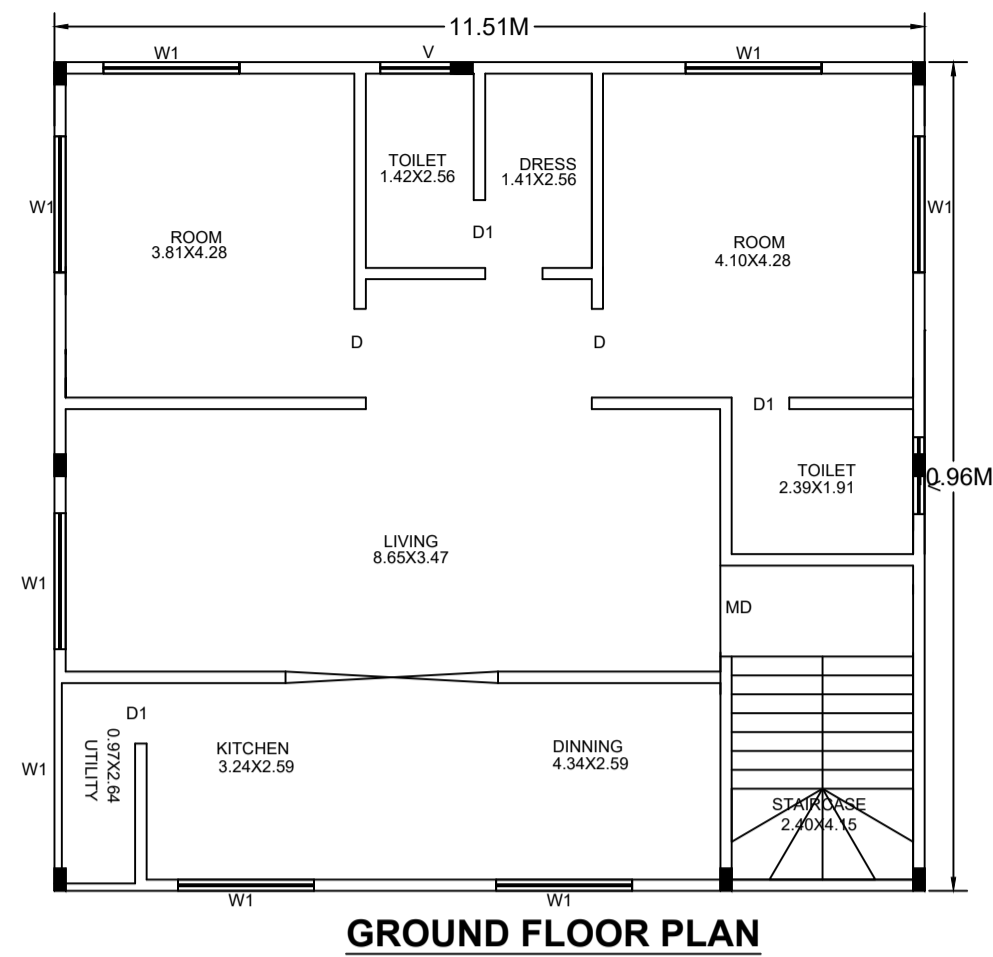 11.51M
W1
V
W1
TOILET
1.42X2.56
DRESS
1.41X2.56
W1
W1
D1
ROOM
3.81X4.28
ROOM
4.10X4.28
D
D
D1
TOILET
2.39X1.91
0.96M
V
LIVING
8.65X3.47
W1
MD
D1
UTILITY
0.97X2.64
KITCHEN
3.24X2.59
DINNING
4.34X2.59
W1
STAIRCASE
2.40X4.15
W1
W1
GROUND FLOOR PLAN